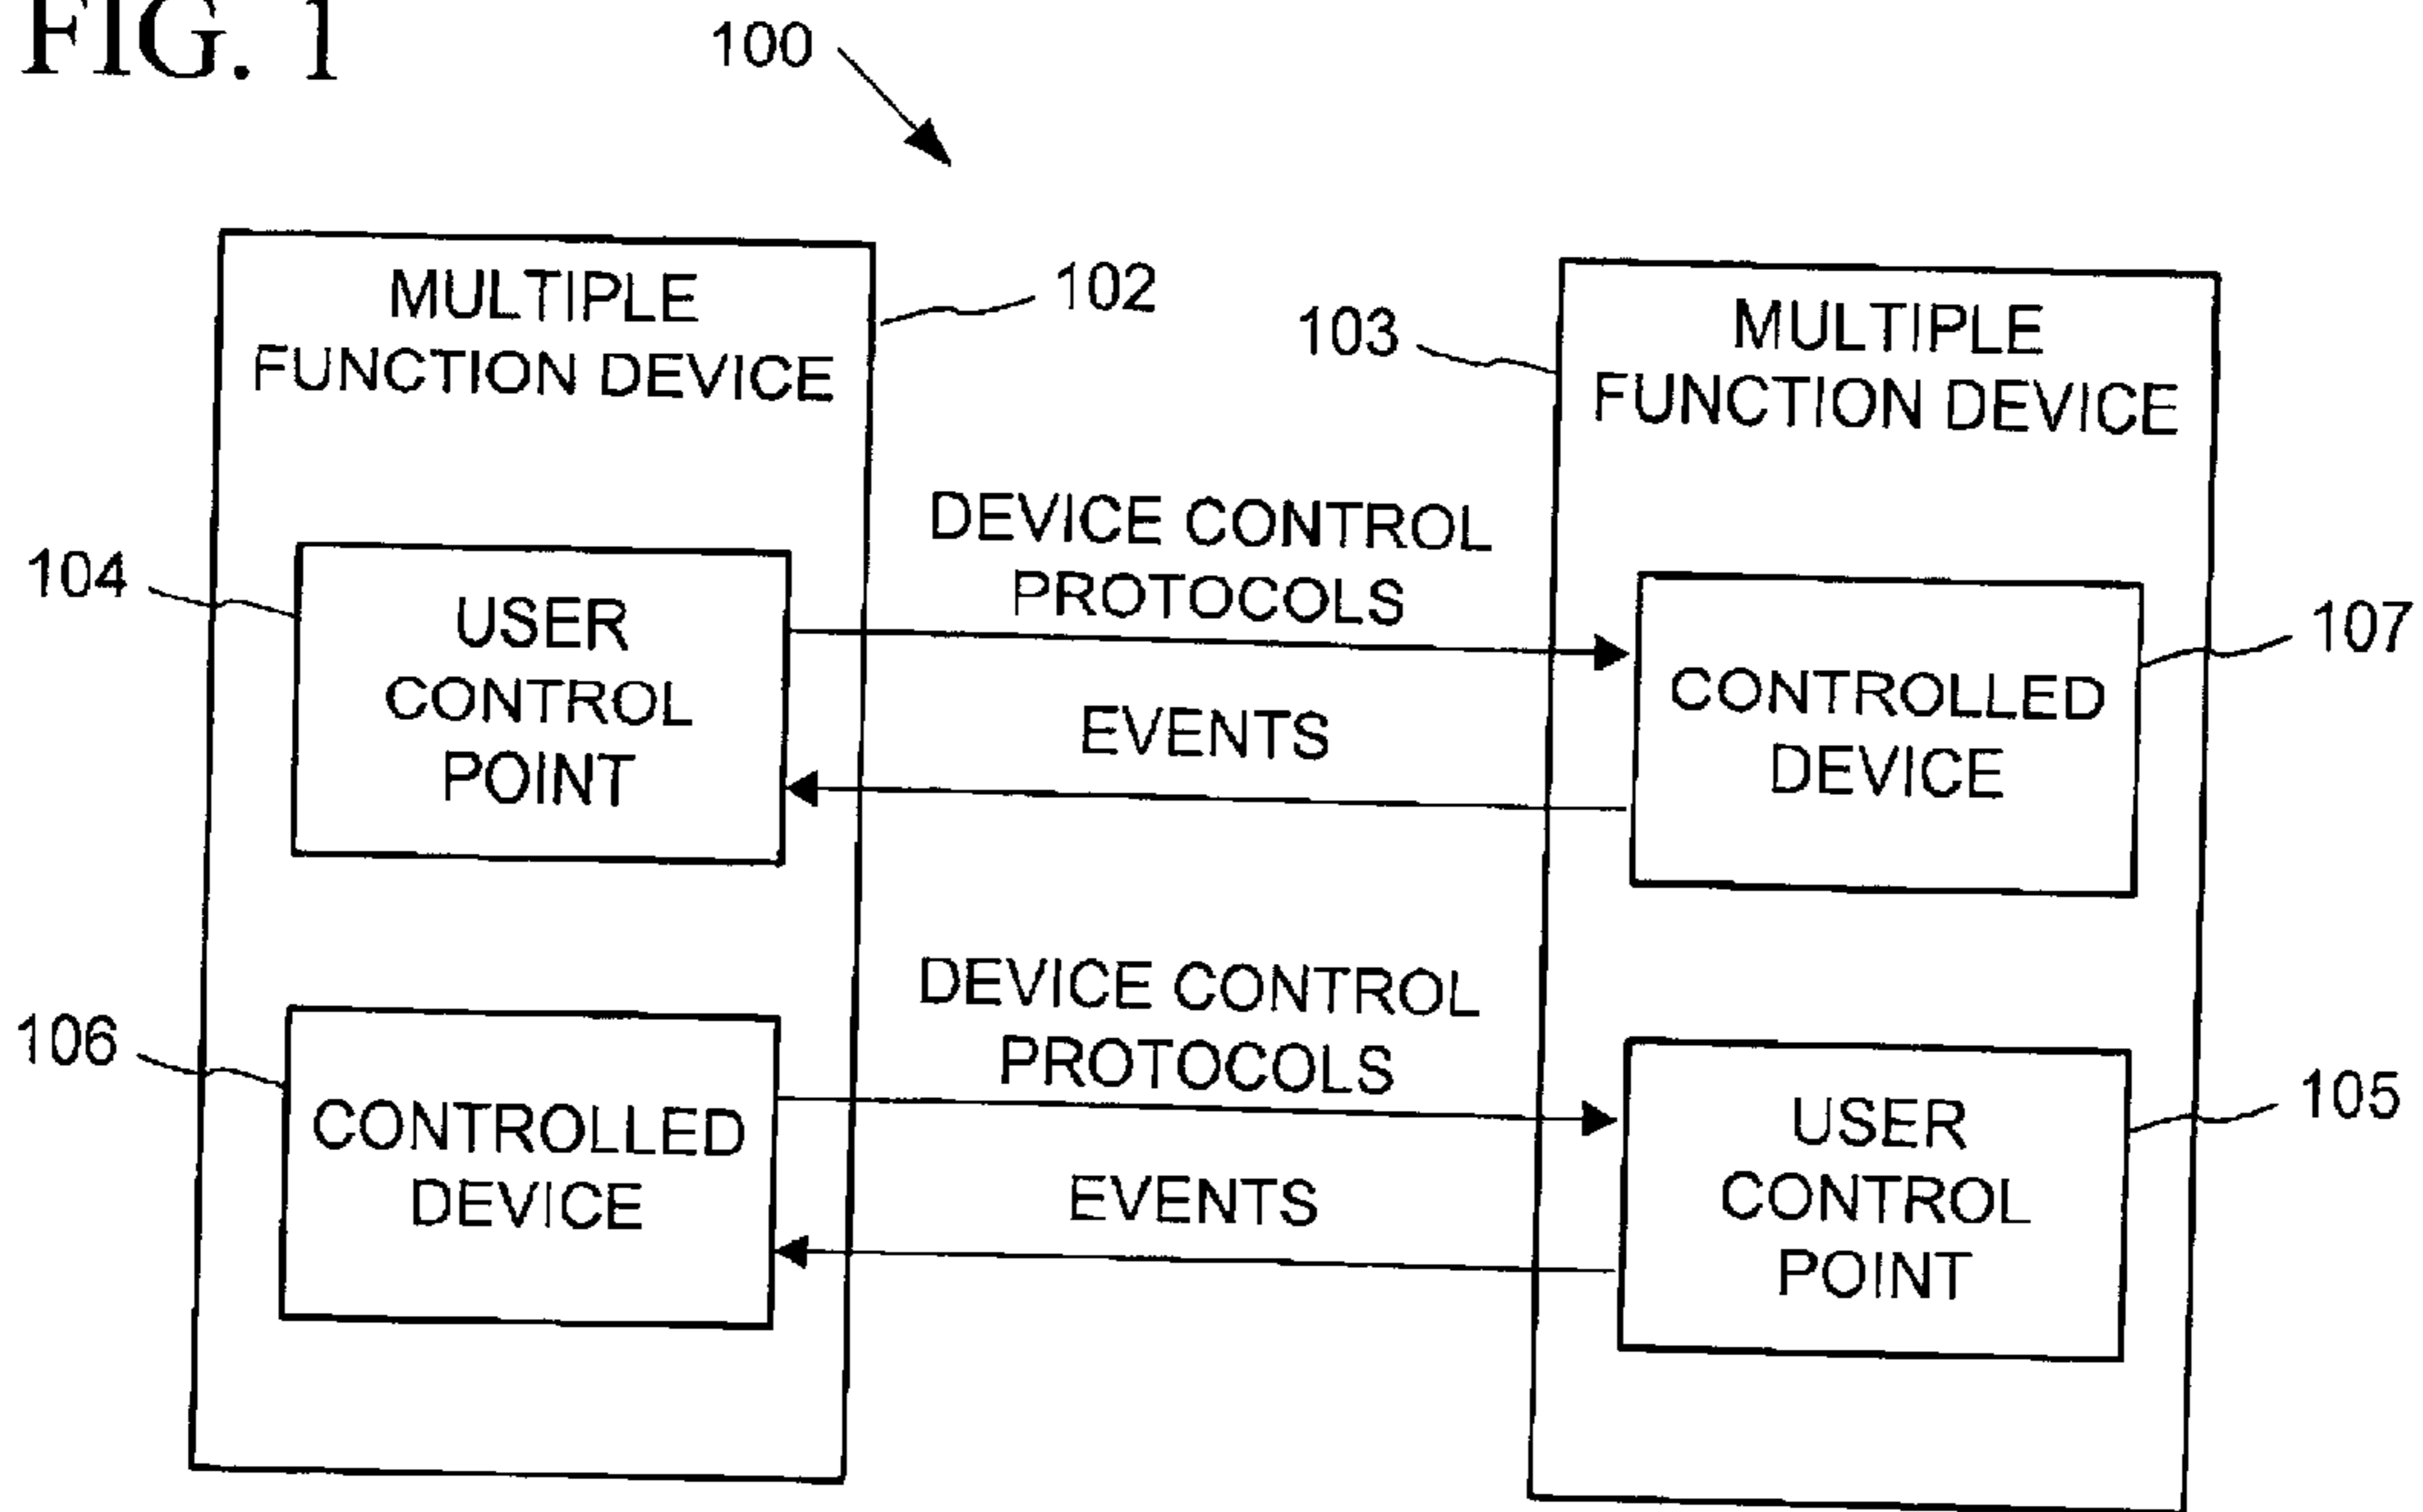 FIG. 1
100
MULTIPLE
FUNCTION DEVICE
102
103
MULTIPLE
FUNCTION DEVICE
104
USER
CONTROL
POINT
DEVICE CONTROL
PROTOCOLS
EVENTS
CONTROLLED
DEVICE
107
106
CONTROLLED
DEVICE
DEVICE CONTROL
PROTOCOLS
EVENTS
USER
CONTROL
POINT
105